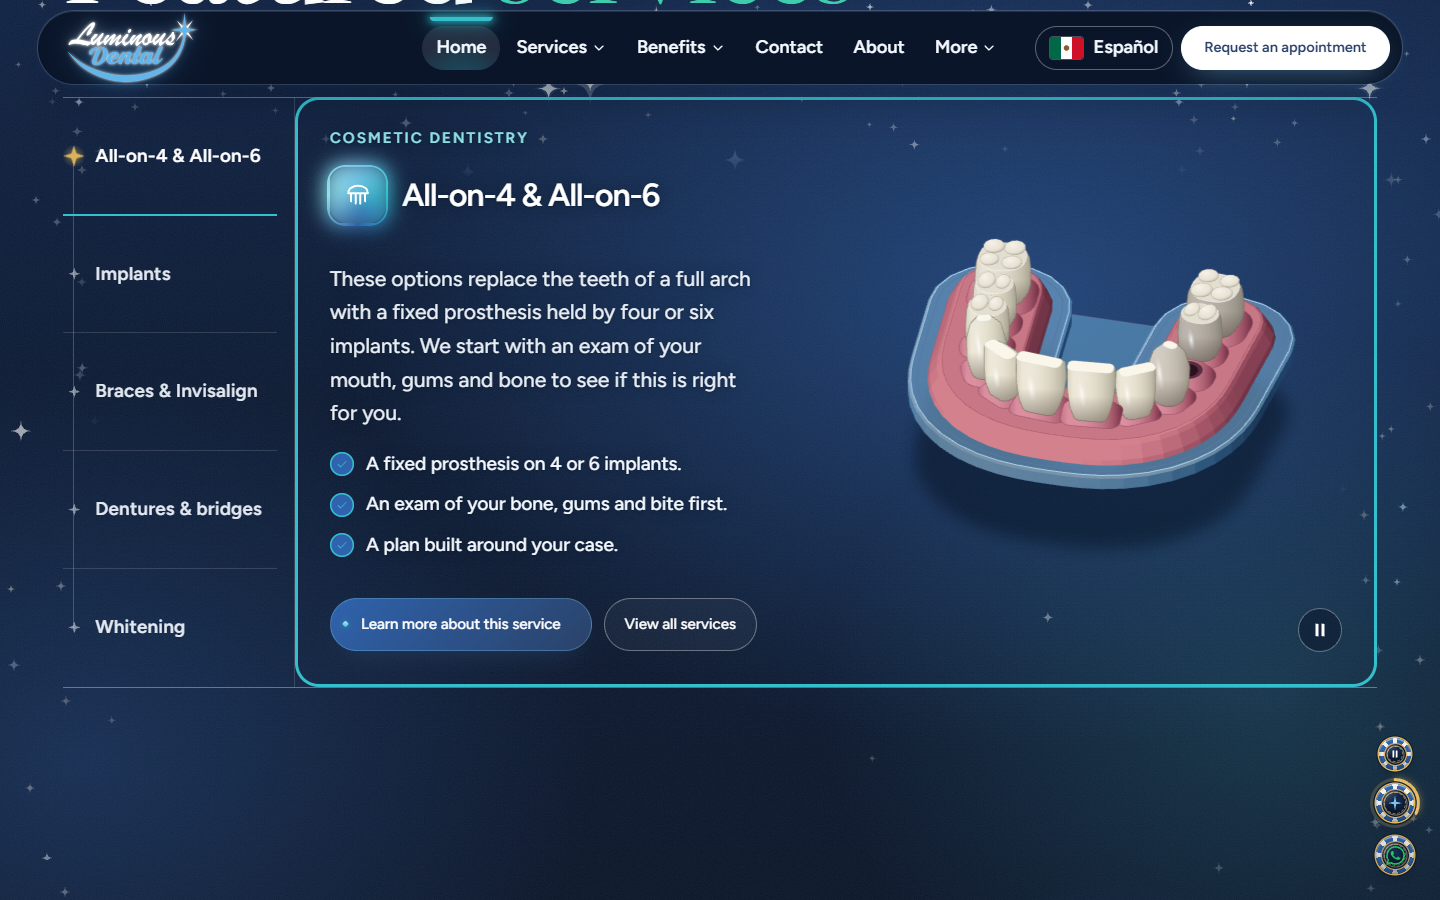 Featured services
Luminous
Dental
Home
Services
Benefits
Contact
About
More
Español
Request an appointment
All-on-4 & All-on-6
Implants
Braces & Invisalign
Dentures & bridges
Whitening
COSMETIC DENTISTRY
All-on-4 & All-on-6
These options replace the teeth of a full arch
with a fixed prosthesis held by four or six
implants. We start with an exam of your
mouth, gums and bone to see if this is right
for you.
A fixed prosthesis on 4 or 6 implants.
An exam of your bone, gums and bite first.
A plan built around your case.
Learn more about this service
View all services